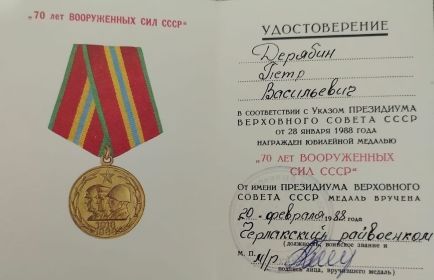 „70 лет ВООРУЖЕННЫХ СИЛ СССР"
УДОСТОВЕРЕНИЕ
Дерябин
Петр
Васильевич
В СООТВЕТСТВИИ С УКАЗОМ ПРЕЗИДИУМА
ВЕРХОВНОГО СОВЕТА СССР
ОТ 28 ЯНВАРЯ 1988 ГОДА
НАГРАЖДЕН ЮБИЛЕЙНОЙ МЕДАЛЬЮ
"70 ЛЕТ ВООРУЖЕННЫХ
СИЛ СССР"
ОТ ИМЕНИ ПРЕЗИДИУМА ВЕРХОВНОГО
СОВЕТА СССР МЕДАЛЬ ВРУЧЕНА
20 февраля 1988 ГОДА
Черлакский райвоенком
(должность, воинское звание и
М. П. п/п
подпись лица, вручившего медаль)